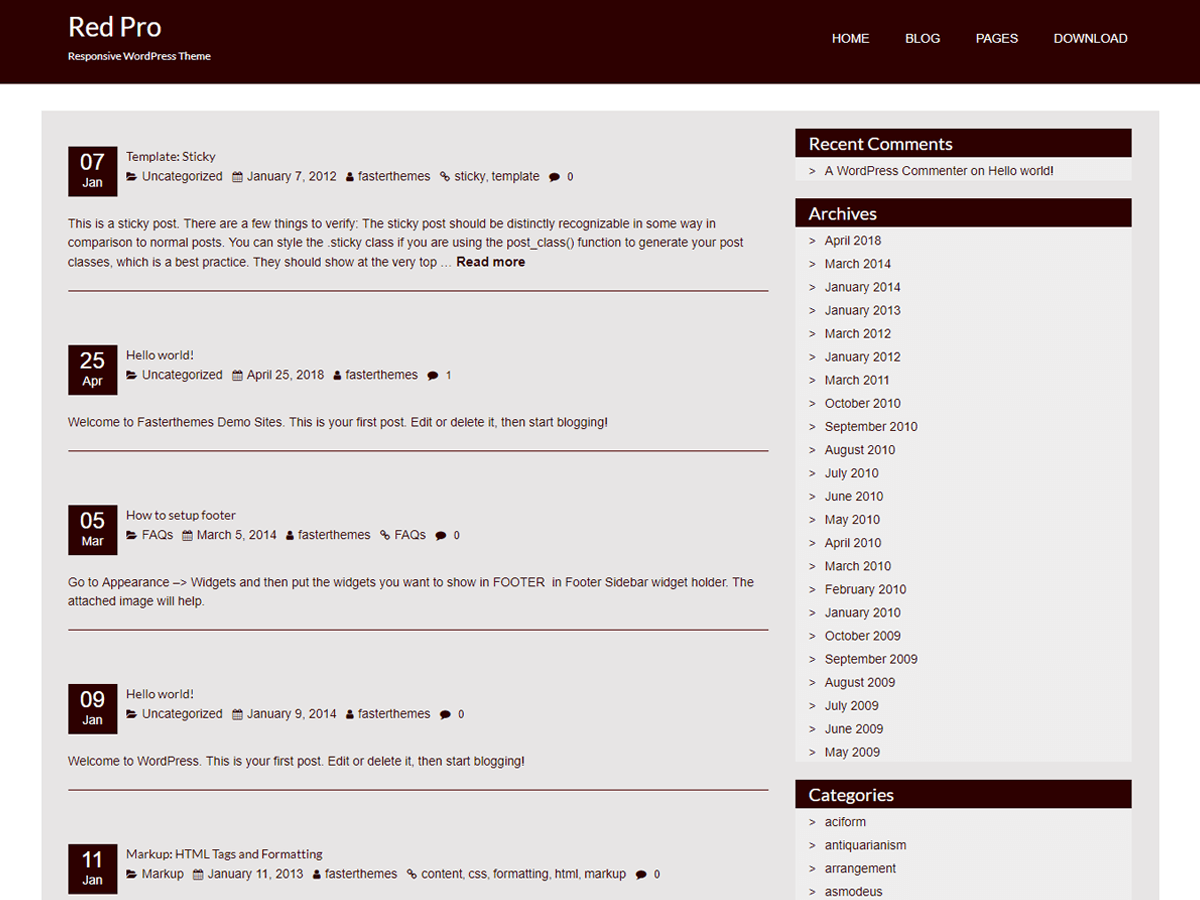 Red Pro
Responsive WordPress Theme
HOME BLOG PAGES DOWNLOAD
07
Jan
Template: Sticky
Uncategorized January 7, 2012 fasterthemes sticky, template 0
This is a sticky post. There are a few things to verify: The sticky post should be distinctly recognizable in some way in
comparison to normal posts. You can style the .sticky class if you are using the post_class() function to generate your post
classes, which is a best practice. They should show at the very top … Read more
25
Apr
Hello world!
Uncategorized April 25, 2018 fasterthemes 1
Welcome to Fasterthemes Demo Sites. This is your first post. Edit or delete it, then start blogging!
05
Mar
How to setup footer
FAQs March 5, 2014 fasterthemes FAQs 0
Go to Appearance –> Widgets and then put the widgets you want to show in FOOTER  in Footer Sidebar widget holder. The
attached image will help.
09
Jan
Hello world!
Uncategorized January 9, 2014 fasterthemes 0
Welcome to WordPress. This is your first post. Edit or delete it, then start blogging!
11
Jan
Markup: HTML Tags and Formatting
Markup January 11, 2013 fasterthemes content, css, formatting, html, markup 0
Recent Comments
> A WordPress Commenter on Hello world!
Archives
> April 2018
> March 2014
> January 2014
> January 2013
> March 2012
> January 2012
> March 2011
> October 2010
> September 2010
> August 2010
> July 2010
> June 2010
> May 2010
> April 2010
> March 2010
> February 2010
> January 2010
> October 2009
> September 2009
> August 2009
> July 2009
> June 2009
> May 2009
Categories
> aciform
> antiquarianism
> arrangement
> asmodeus